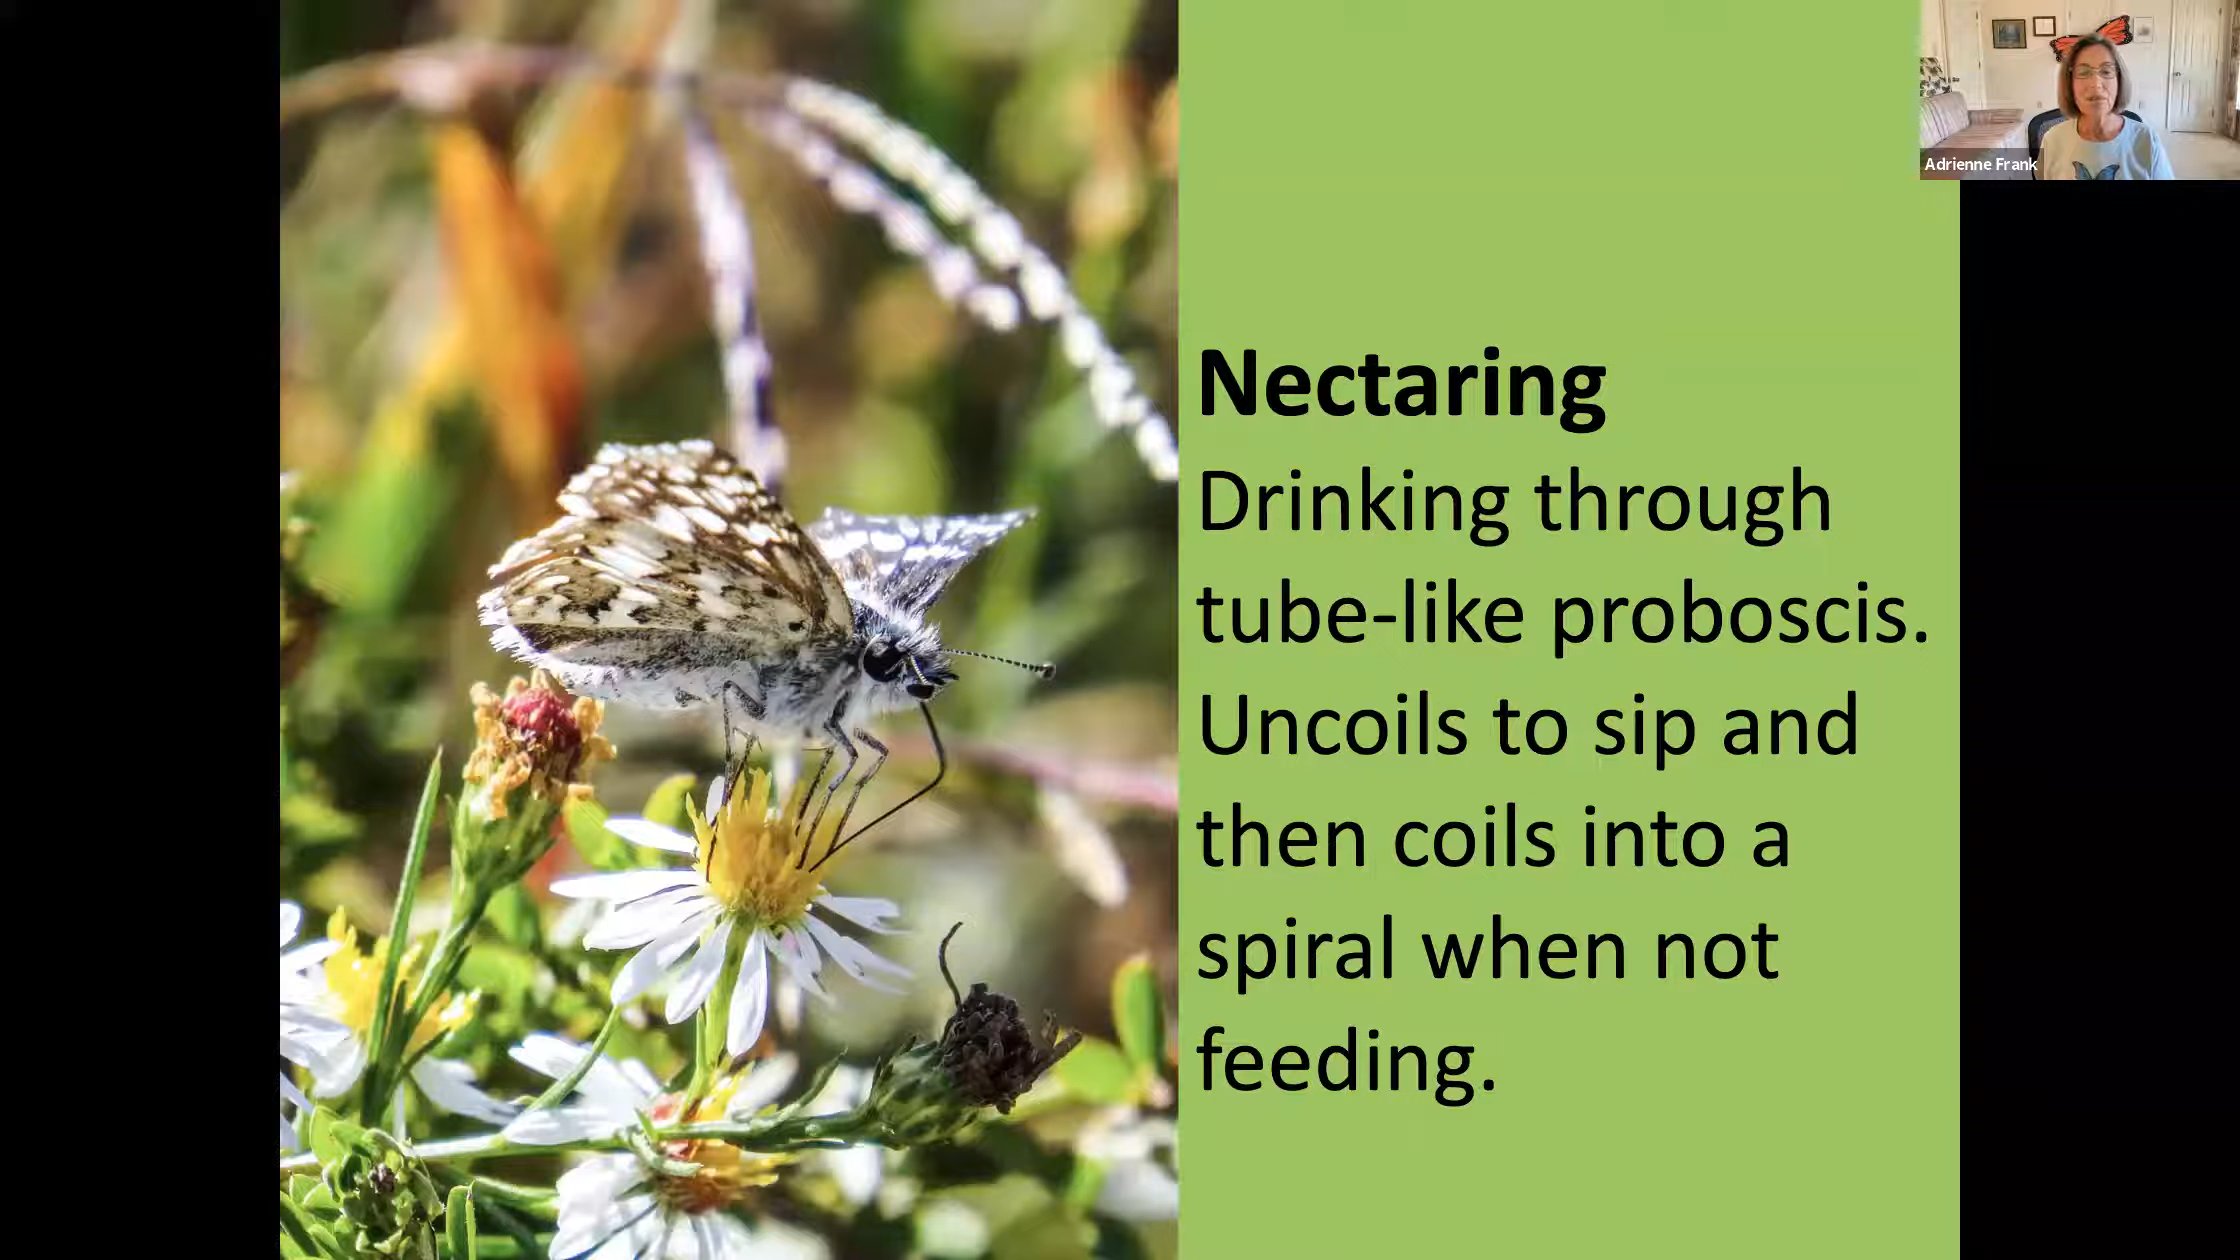 Adrienne Frank
Nectaring
Drinking through
tube-like proboscis.
Uncoils to sip and
then coils into a
spiral when not
feeding.